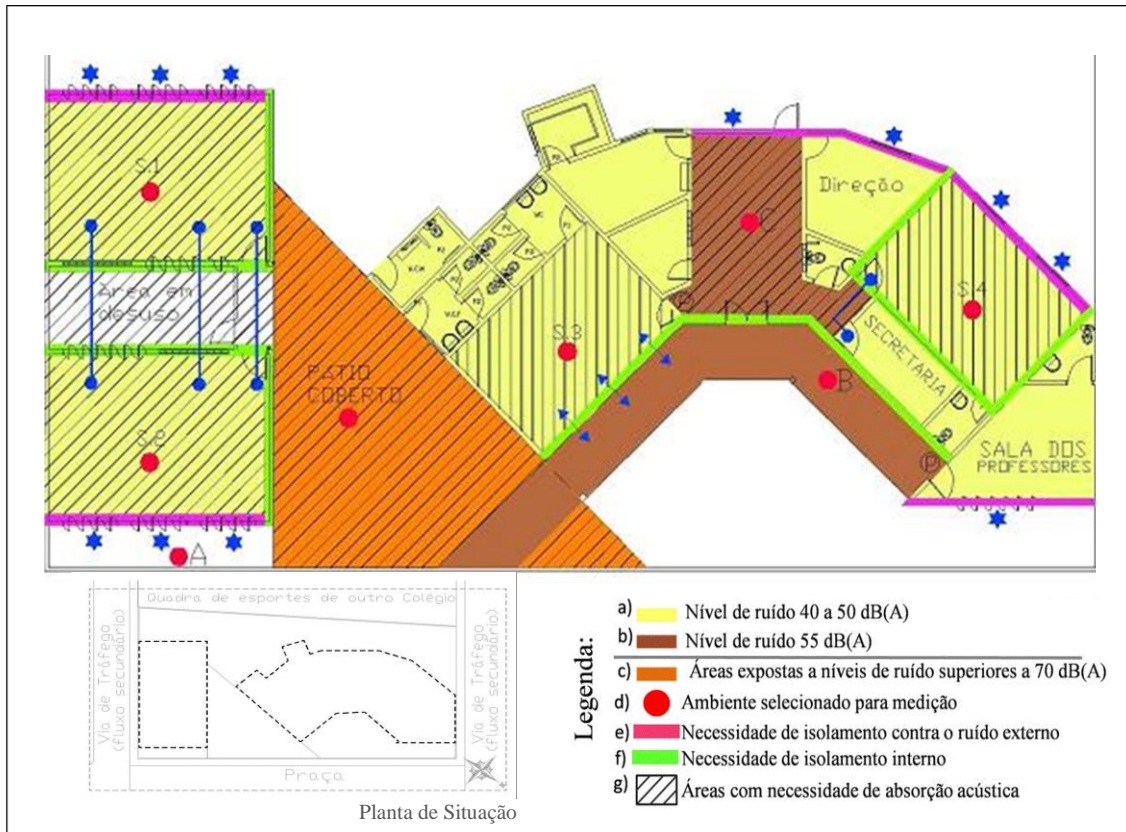 S.1
Área em
desuso
S.2
A
PÁTIO
COBERTO
S.3
C
Direção
S.4
SECRETARIA
B
SALA DOS
PROFESSORES
P
P
W.C.F
Quadra de esportes de outro Colégio
Via de Tráfego
(fluxo secundário)
Via de Tráfego
(fluxo secundário)
Praça
Planta de Situação
Legenda:
a) Nível de ruído 40 a 50 dB(A)
b) Nível de ruído 55 dB(A)
c) Áreas expostas a níveis de ruído superiores a 70 dB(A)
d) Ambiente selecionado para medição
e) Necessidade de isolamento contra o ruído externo
f) Necessidade de isolamento interno
g) Áreas com necessidade de absorção acústica